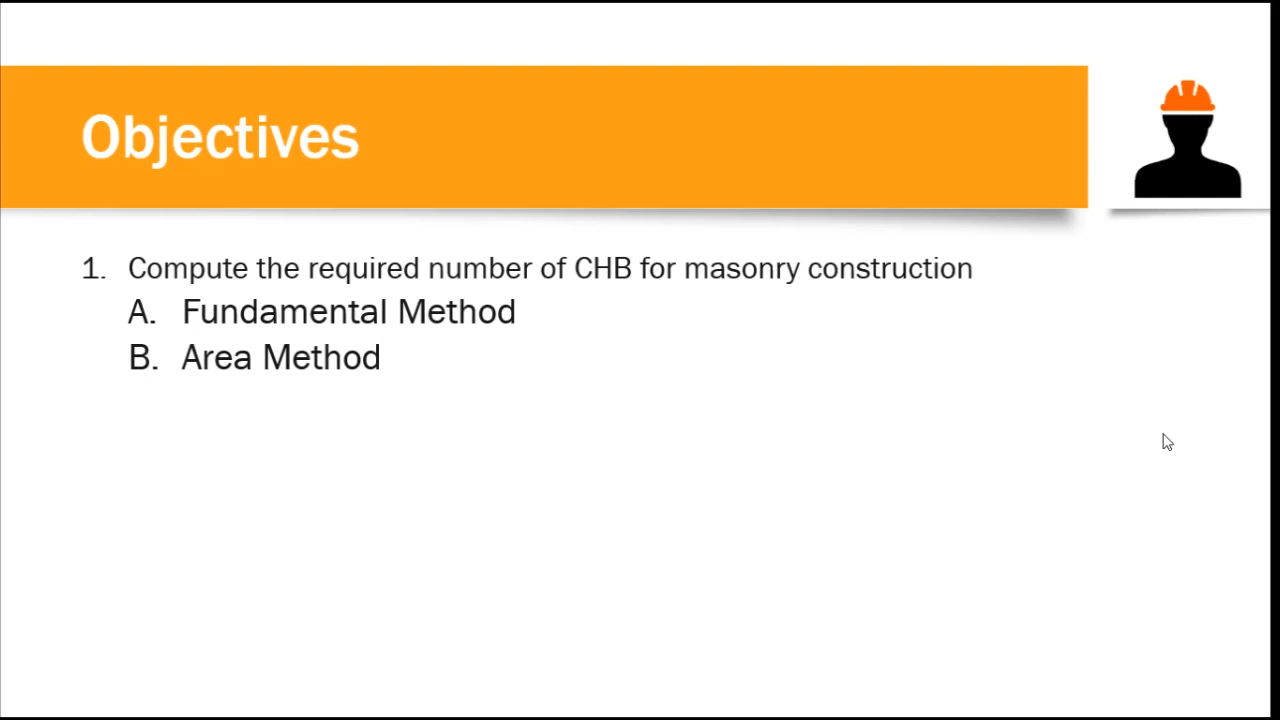 Objectives
1. Compute the required number of CHB for masonry construction
A. Fundamental Method
B. Area Method